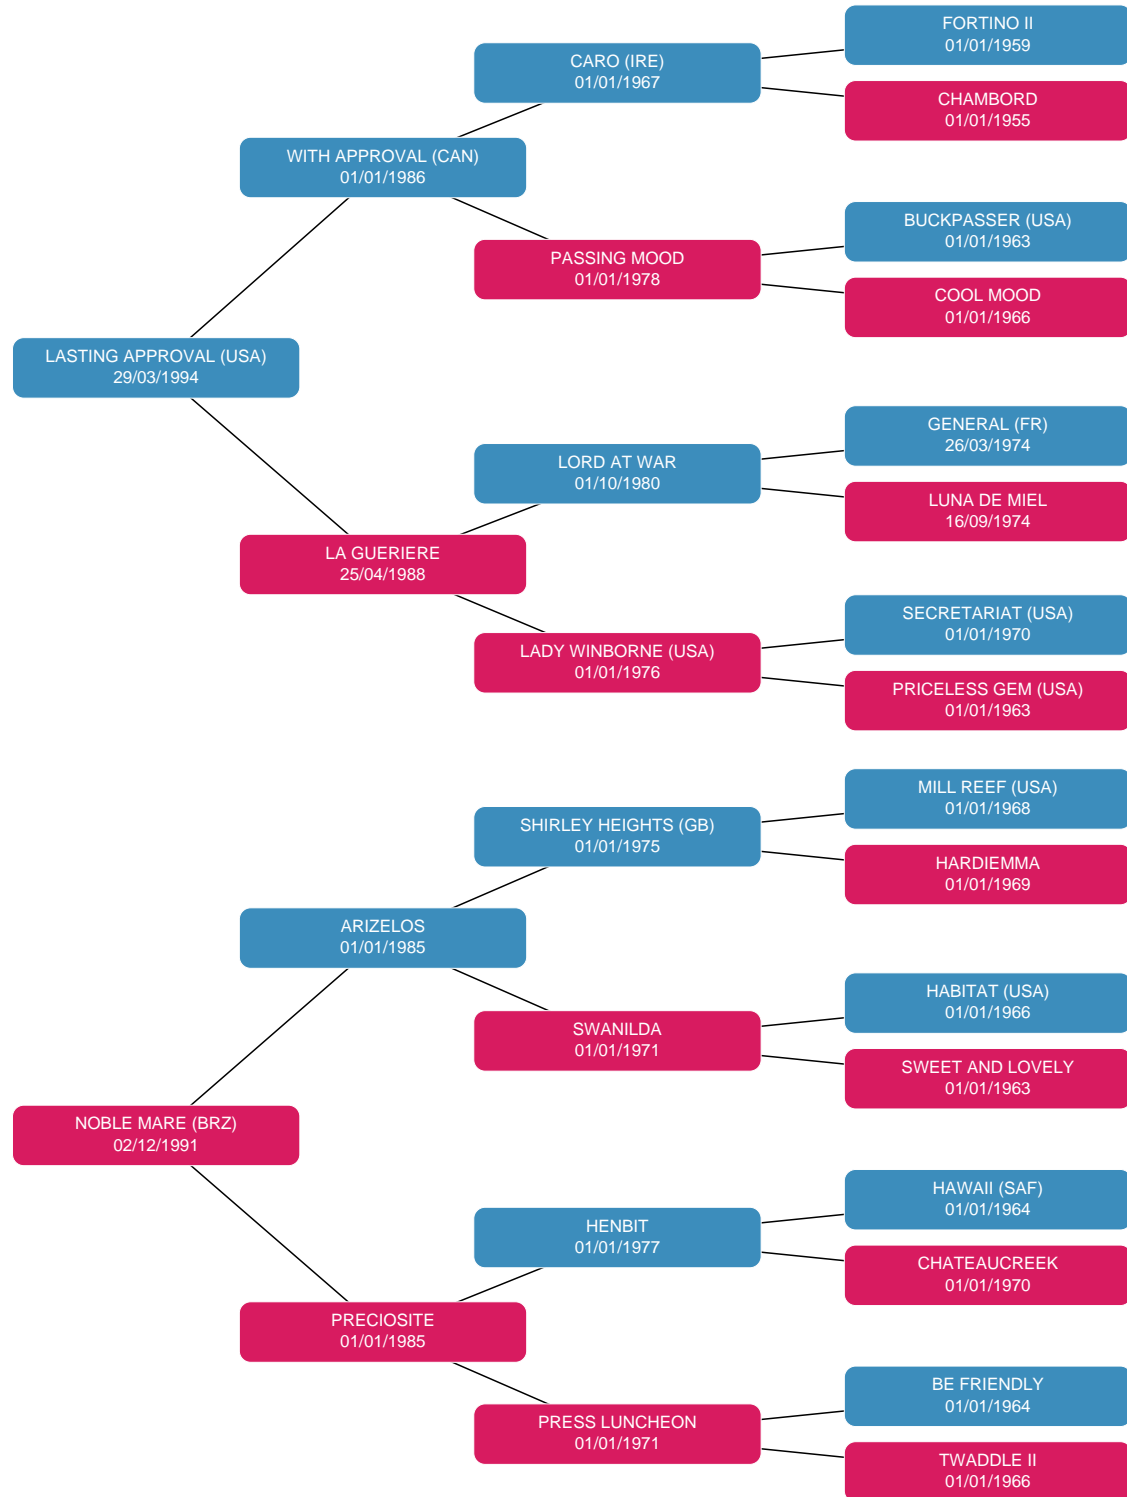 FORTINO II
01/01/1959
CARO (IRE)
01/01/1967
CHAMBORD
01/01/1955
WITH APPROVAL (CAN)
01/01/1986
BUCKPASSER (USA)
01/01/1963
PASSING MOOD
01/01/1978
COOL MOOD
01/01/1966
LASTING APPROVAL (USA)
29/03/1994
GENERAL (FR)
26/03/1974
LORD AT WAR
01/10/1980
LUNA DE MIEL
16/09/1974
LA GUERIERE
25/04/1988
SECRETARIAT (USA)
01/01/1970
LADY WINBORNE (USA)
01/01/1976
PRICELESS GEM (USA)
01/01/1963
MILL REEF (USA)
01/01/1968
SHIRLEY HEIGHTS (GB)
01/01/1975
HARDIEMMA
01/01/1969
ARIZELOS
01/01/1985
HABITAT (USA)
01/01/1966
SWANILDA
01/01/1971
SWEET AND LOVELY
01/01/1963
NOBLE MARE (BRZ)
02/12/1991
HAWAII (SAF)
01/01/1964
HENBIT
01/01/1977
CHATEAUCREEK
01/01/1970
PRECIOSITE
01/01/1985
BE FRIENDLY
01/01/1964
PRESS LUNCHEON
01/01/1971
TWADDLE II
01/01/1966